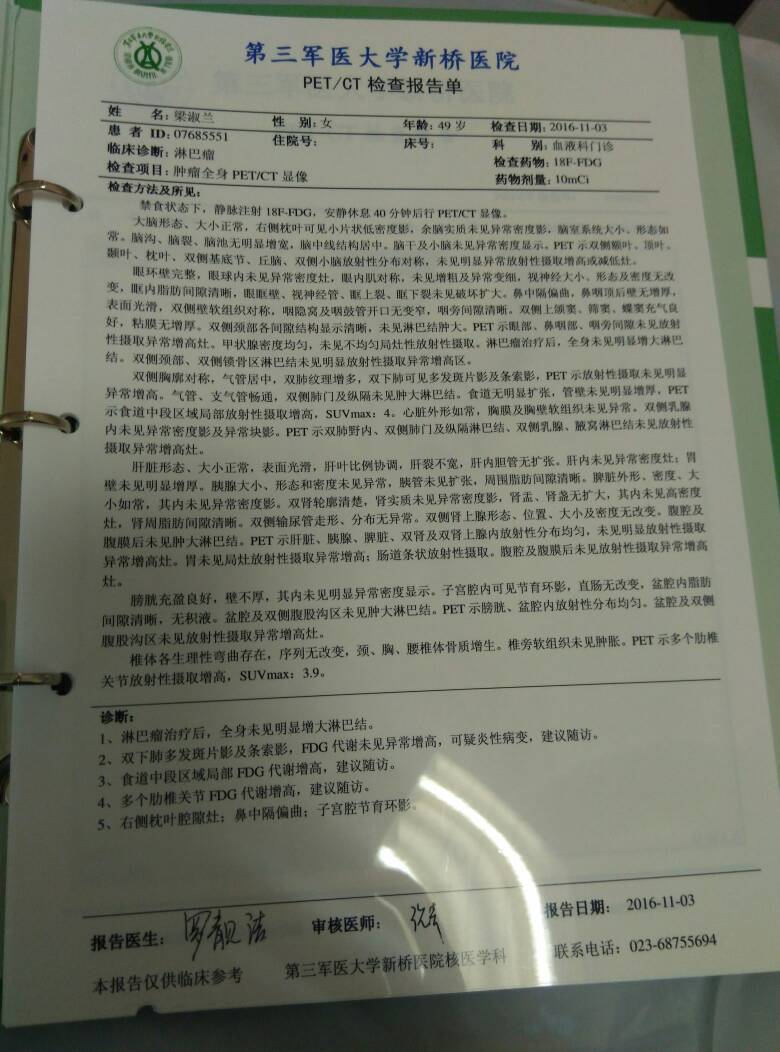 第三军医大学新桥医院
PET/CT 检查报告单
姓 名：梁淑兰 性 别：女 年龄：49 岁 检查日期：2016-11-03
患 者 ID：07685551 住院号： 床号： 科 别：血液科门诊
临床诊断：淋巴瘤 检查药物：18F-FDG
检查项目：肿瘤全身 PET/CT 显像 药物剂量：10mCi
检查方法及所见：
禁食状态下，静脉注射 18F-FDG，安静休息 40 分钟后行 PET/CT 显像。
大脑形态、大小正常，右侧枕叶可见小片状低密度影，余脑实质未见异常密度影，脑室系统大小、形态如
常。脑沟、脑裂、脑池无明显增宽，脑中线结构居中。脑干及小脑未见异常密度显示。PET 示双侧额叶、顶叶、
颞叶、枕叶、双侧基底节、丘脑、双侧小脑放射性分布对称，未见明显异常放射性摄取增高或减低灶。
眼环壁完整，眼球内未见异常密度灶，眼内肌对称，未见增粗及异常变细，视神经大小、形态及密度无改
变，眶内脂肪间隙清晰，眼眶壁、视神经管、眶上裂、眶下裂未见破坏扩大。鼻中隔偏曲，鼻咽顶后壁无增厚，
表面光滑，双侧壁软组织对称，咽隐窝及咽鼓管开口无变窄，咽旁间隙清晰。双侧上颌窦、筛窦、蝶窦充气良
好，粘膜无增厚。双侧颈部各间隙结构显示清晰，未见淋巴结肿大。PET 示眼部、鼻咽部、咽旁间隙未见放射
性摄取异常增高灶。甲状腺密度均匀，未见不均匀局灶性放射性摄取。淋巴瘤治疗后，全身未见明显增大淋巴
结。双侧颈部、双侧锁骨区淋巴结未见明显放射性摄取异常增高区。
双侧胸廓对称，气管居中，双肺纹理增多，双下肺可见多发斑片影及条索影，PET 示放射性摄取未见明显
异常增高。气管、支气管畅通，双侧肺门及纵隔未见肿大淋巴结。食道无明显扩张，管壁未见明显增厚，PET
示食道中段区域局部放射性摄取增高，SUVmax：4。心脏外形如常，胸膜及胸壁软组织未见异常。双侧乳腺
内未见异常密度影及异常块影。PET 示双肺野内、双侧肺门及纵隔淋巴结、双侧乳腺、腋窝淋巴结未见放射性
摄取异常增高灶。
肝脏形态、大小正常，表面光滑，肝叶比例协调，肝裂不宽，肝内胆管无扩张。肝内未见异常密度灶；胃
壁未见明显增厚。胰腺大小、形态和密度未见异常，胰管未见扩张，周围脂肪间隙清晰。脾脏外形、密度、大
小如常，其内未见异常密度影。双肾轮廓清楚，肾实质未见异常密度影，肾盂、肾盏无扩大，其内未见高密度
灶，肾周脂肪间隙清晰。双侧输尿管走形、分布无异常。双侧肾上腺形态、位置、大小及密度无改变。腹腔及
腹膜后未见肿大淋巴结。PET 示肝脏、胰腺、脾脏、双肾及双肾上腺内放射性分布均匀，未见明显放射性摄取
异常增高灶。胃未见局灶放射性摄取异常增高；肠道条状放射性摄取。腹腔及腹膜后未见放射性摄取异常增高
灶。
膀胱充盈良好，壁不厚，其内未见明显异常密度显示。子宫腔内可见节育环影，直肠无改变，盆腔内脂肪
间隙清晰，无积液。盆腔及双侧腹股沟区未见肿大淋巴结。PET 示膀胱、盆腔内放射性分布均匀。盆腔及双侧
腹股沟区未见放射性摄取异常增高灶。
椎体各生理性弯曲存在，序列无改变，颈、胸、腰椎体骨质增生。椎旁软组织未见肿胀。PET 示多个肋椎
关节放射性摄取增高，SUVmax：3.9。
诊断：
1、淋巴瘤治疗后，全身未见明显增大淋巴结。
2、双下肺多发斑片影及条索影，FDG 代谢未见异常增高，可疑炎性病变，建议随访。
3、食道中段区域局部 FDG 代谢增高，建议随访。
4、多个肋椎关节 FDG 代谢增高，建议随访。
5、右侧枕叶腔隙灶；鼻中隔偏曲；子宫腔节育环影。
报告医生：罗靓洁 审核医师： 报告日期： 2016-11-03
本报告仅供临床参考 第三军医大学新桥医院核医学科 联系电话：023-68755694